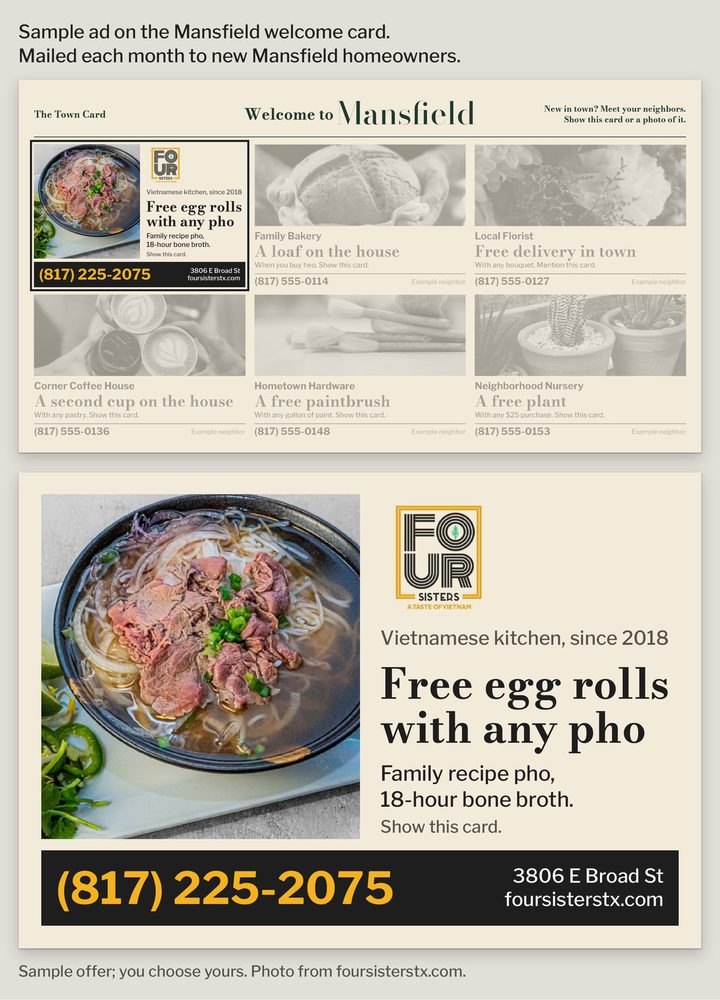 Sample ad on the Mansfield welcome card.
Mailed each month to new Mansfield homeowners.
The Town Card
Welcome to Mansfield
New in town? Meet your neighbors.
Show this card or a photo of it.
FO
UR
SISTERS
Vietnamese kitchen, since 2018
Free egg rolls
with any pho
Family recipe pho,
18-hour bone broth.
Show this card.
(817) 225-2075
3806 E Broad St
foursisterstx.com
Family Bakery
A loaf on the house
When you buy two. Show this card.
(817) 555-0114
Example neighbor
Local Florist
Free delivery in town
With any bouquet. Mention this card.
(817) 555-0127
Example neighbor
Corner Coffee House
A second cup on the house
With any pastry. Show this card.
(817) 555-0136
Example neighbor
Hometown Hardware
A free paintbrush
With any gallon of paint. Show this card.
(817) 555-0148
Example neighbor
Neighborhood Nursery
A free plant
With any $25 purchase. Show this card.
(817) 555-0153
Example neighbor
FO
UR
SISTERS
A TASTE OF VIETNAM
Vietnamese kitchen, since 2018
Free egg rolls
with any pho
Family recipe pho,
18-hour bone broth.
Show this card.
(817) 225-2075
3806 E Broad St
foursisterstx.com
Sample offer; you choose yours. Photo from foursisterstx.com.